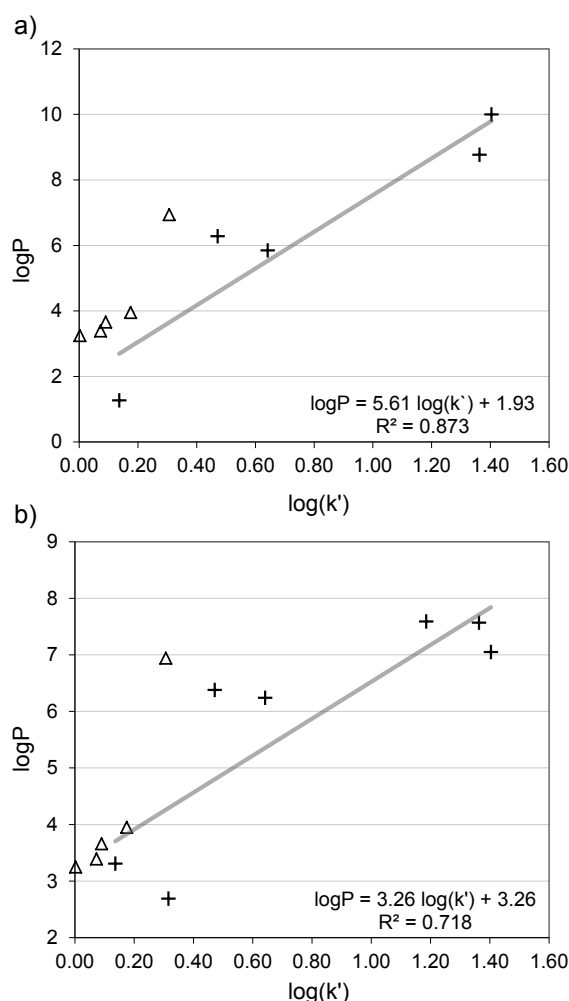 a)
12
10
8
6
4
2
0
logP
logP = 5.61 log(k`) + 1.93
R² = 0.873
0.00 0.20 0.40 0.60 0.80 1.00 1.20 1.40 1.60
log(k')
b)
9
8
7
6
5
4
3
2
logP
logP = 3.26 log(k') + 3.26
R² = 0.718
0.00 0.20 0.40 0.60 0.80 1.00 1.20 1.40 1.60
log(k')